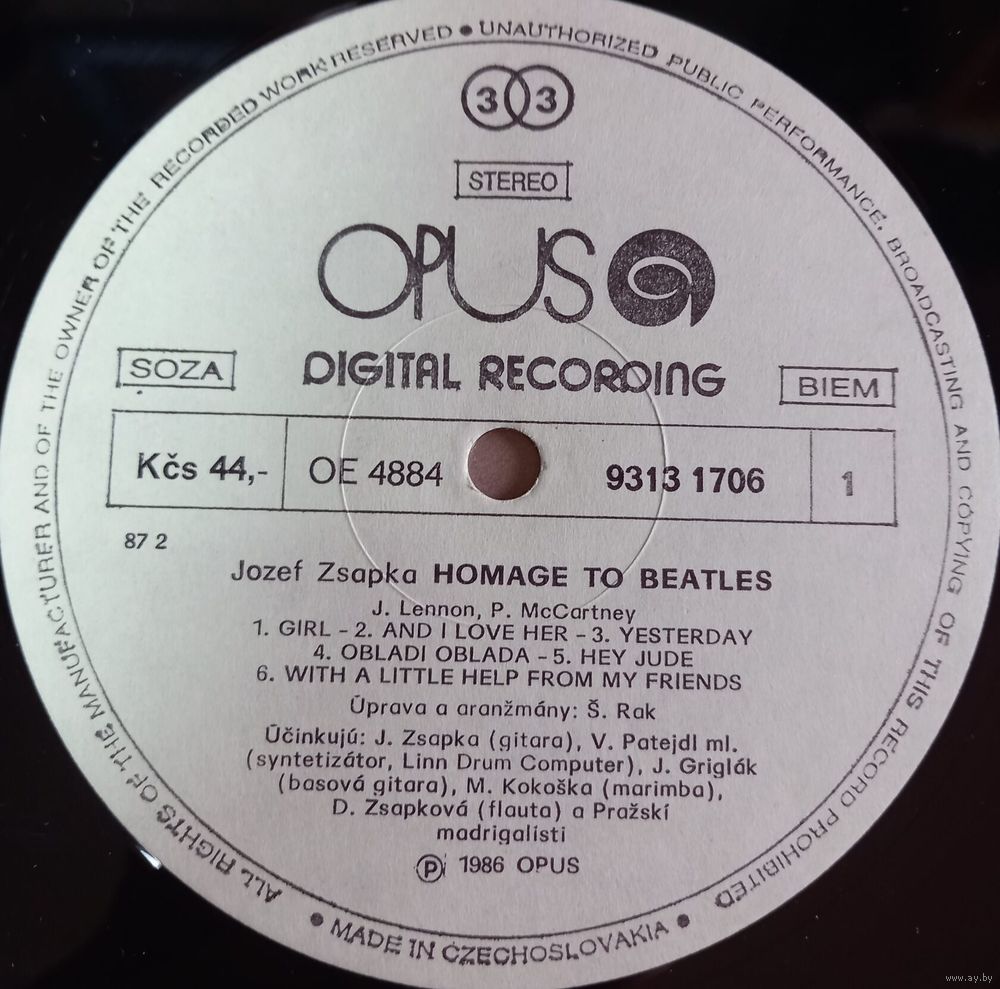 ALL RIGHTS OF THE MANUFACTURER AND OF THE OWNER OF THE RECORDED WORK RESERVED ● UNAUTHORIZED PUBLIC PERFORMANCE, BROADCASTING AND COPYING OF THIS RECORD PROHIBITED
33
STEREO
OPUS
DIGITAL RECORDING
SOZA
BIEM
Kčs 44,- OE 4884 9313 1706 1
87 2
Jozef Zsapka HOMAGE TO BEATLES
J. Lennon, P. McCartney
1. GIRL – 2. AND I LOVE HER – 3. YESTERDAY
4. OBLADI OBLADA – 5. HEY JUDE
6. WITH A LITTLE HELP FROM MY FRIENDS
Úprava a aranžmány: Š. Rak
Účinkujú: J. Zsapka (gitara), V. Patejdl ml.
(syntetizátor, Linn Drum Computer), J. Griglák
(basová gitara), M. Kokoška (marimba),
D. Zsapková (flauta) a Pražskí
madrigalisti
Ⓟ 1986 OPUS
● MADE IN CZECHOSLOVAKIA ●
www.ay.by